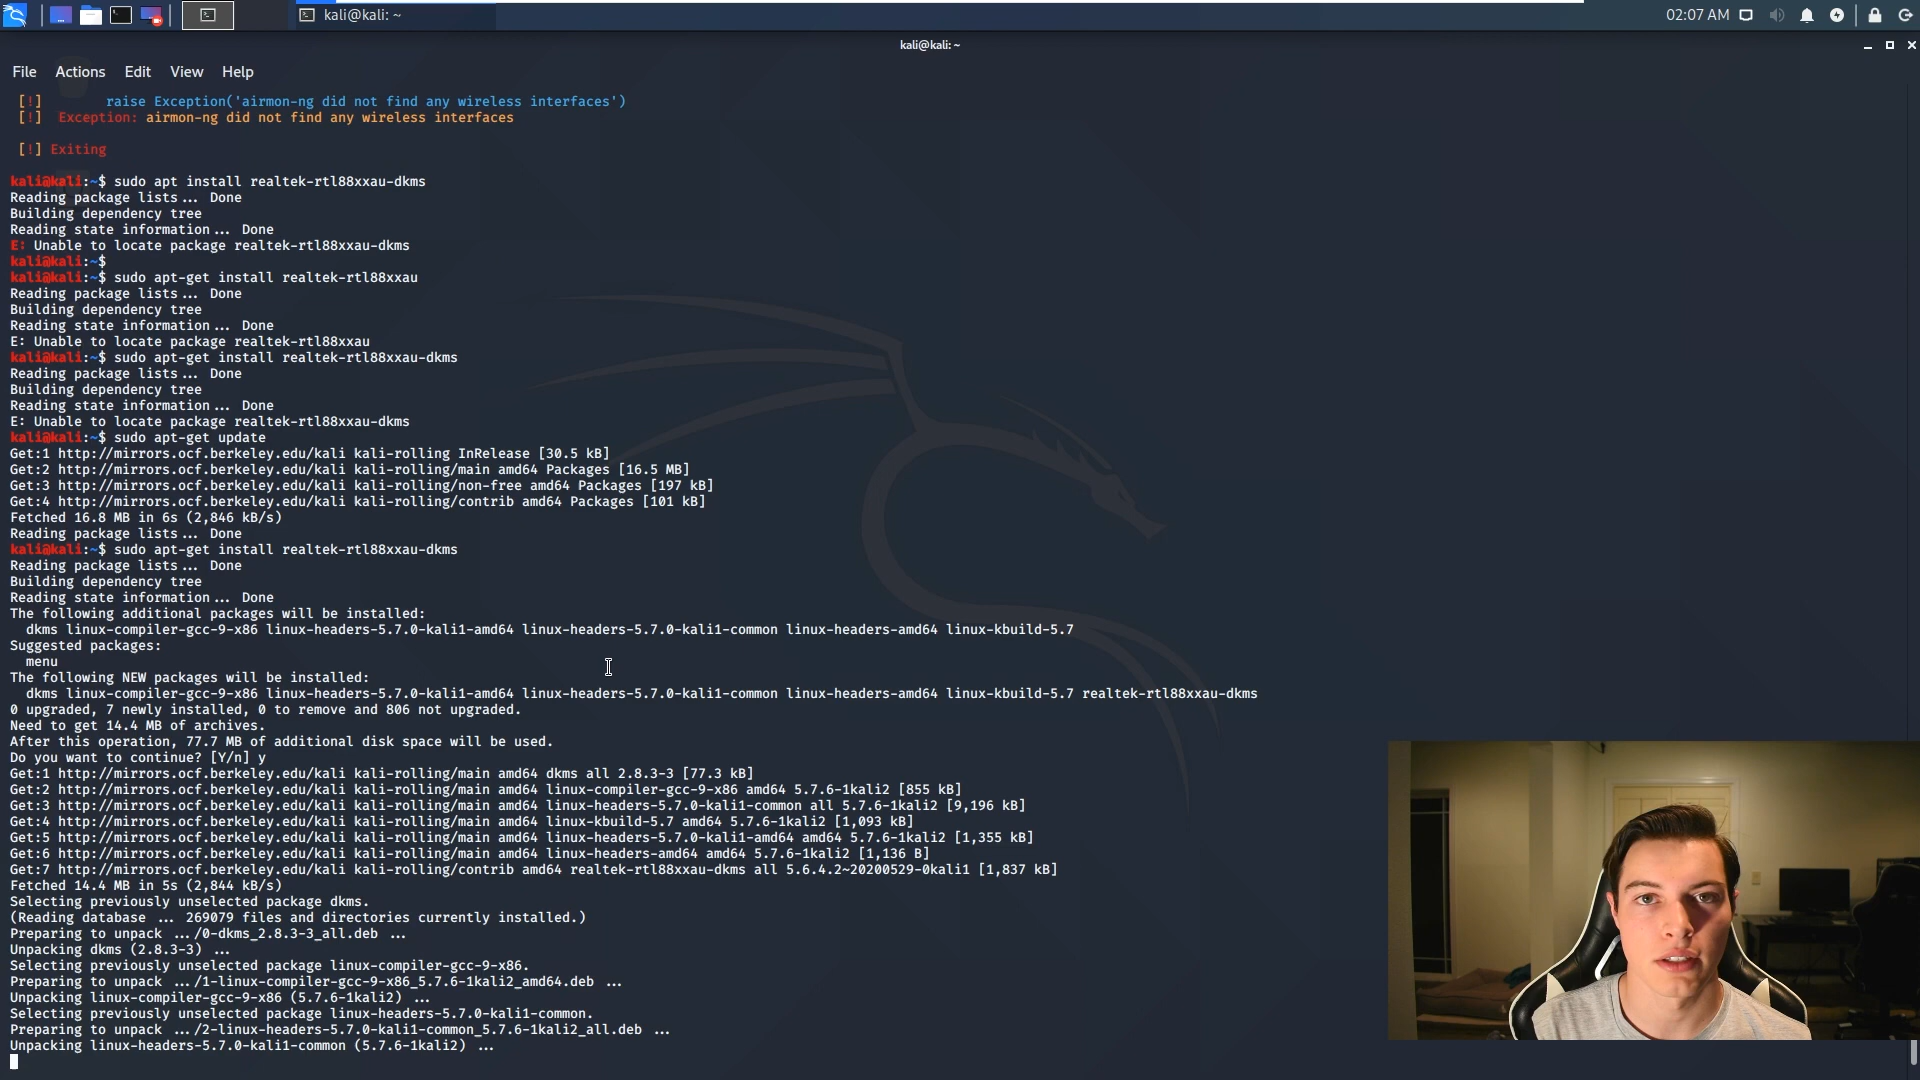 kali@kali: ~
02:07 AM
kali@kali: ~
File Actions Edit View Help
[!] raise Exception('airmon-ng did not find any wireless interfaces')
[!] Exception: airmon-ng did not find any wireless interfaces
[!] Exiting
kali@kali:~$ sudo apt install realtek-rtl88xxau-dkms
Reading package lists... Done
Building dependency tree
Reading state information... Done
E: Unable to locate package realtek-rtl88xxau-dkms
kali@kali:~$
kali@kali:~$ sudo apt-get install realtek-rtl88xxau
Reading package lists... Done
Building dependency tree
Reading state information... Done
E: Unable to locate package realtek-rtl88xxau
kali@kali:~$ sudo apt-get install realtek-rtl88xxau-dkms
Reading package lists... Done
Building dependency tree
Reading state information... Done
E: Unable to locate package realtek-rtl88xxau-dkms
kali@kali:~$ sudo apt-get update
Get:1 http://mirrors.ocf.berkeley.edu/kali kali-rolling InRelease [30.5 kB]
Get:2 http://mirrors.ocf.berkeley.edu/kali kali-rolling/main amd64 Packages [16.5 MB]
Get:3 http://mirrors.ocf.berkeley.edu/kali kali-rolling/non-free amd64 Packages [197 kB]
Get:4 http://mirrors.ocf.berkeley.edu/kali kali-rolling/contrib amd64 Packages [101 kB]
Fetched 16.8 MB in 6s (2,846 kB/s)
Reading package lists... Done
kali@kali:~$ sudo apt-get install realtek-rtl88xxau-dkms
Reading package lists... Done
Building dependency tree
Reading state information... Done
The following additional packages will be installed:
dkms linux-compiler-gcc-9-x86 linux-headers-5.7.0-kali1-amd64 linux-headers-5.7.0-kali1-common linux-headers-amd64 linux-kbuild-5.7
Suggested packages:
menu
The following NEW packages will be installed:
dkms linux-compiler-gcc-9-x86 linux-headers-5.7.0-kali1-amd64 linux-headers-5.7.0-kali1-common linux-headers-amd64 linux-kbuild-5.7 realtek-rtl88xxau-dkms
0 upgraded, 7 newly installed, 0 to remove and 806 not upgraded.
Need to get 14.4 MB of archives.
After this operation, 77.7 MB of additional disk space will be used.
Do you want to continue? [Y/n] y
Get:1 http://mirrors.ocf.berkeley.edu/kali kali-rolling/main amd64 dkms all 2.8.3-3 [77.3 kB]
Get:2 http://mirrors.ocf.berkeley.edu/kali kali-rolling/main amd64 linux-compiler-gcc-9-x86 amd64 5.7.6-1kali2 [855 kB]
Get:3 http://mirrors.ocf.berkeley.edu/kali kali-rolling/main amd64 linux-headers-5.7.0-kali1-common all 5.7.6-1kali2 [9,196 kB]
Get:4 http://mirrors.ocf.berkeley.edu/kali kali-rolling/main amd64 linux-kbuild-5.7 amd64 5.7.6-1kali2 [1,093 kB]
Get:5 http://mirrors.ocf.berkeley.edu/kali kali-rolling/main amd64 linux-headers-5.7.0-kali1-amd64 amd64 5.7.6-1kali2 [1,355 kB]
Get:6 http://mirrors.ocf.berkeley.edu/kali kali-rolling/main amd64 linux-headers-amd64 amd64 5.7.6-1kali2 [1,136 B]
Get:7 http://mirrors.ocf.berkeley.edu/kali kali-rolling/contrib amd64 realtek-rtl88xxau-dkms all 5.6.4.2~20200529-0kali1 [1,837 kB]
Fetched 14.4 MB in 5s (2,844 kB/s)
Selecting previously unselected package dkms.
(Reading database ... 269079 files and directories currently installed.)
Preparing to unpack .../0-dkms_2.8.3-3_all.deb ...
Unpacking dkms (2.8.3-3) ...
Selecting previously unselected package linux-compiler-gcc-9-x86.
Preparing to unpack .../1-linux-compiler-gcc-9-x86_5.7.6-1kali2_amd64.deb ...
Unpacking linux-compiler-gcc-9-x86 (5.7.6-1kali2) ...
Selecting previously unselected package linux-headers-5.7.0-kali1-common.
Preparing to unpack .../2-linux-headers-5.7.0-kali1-common_5.7.6-1kali2_all.deb ...
Unpacking linux-headers-5.7.0-kali1-common (5.7.6-1kali2) ...